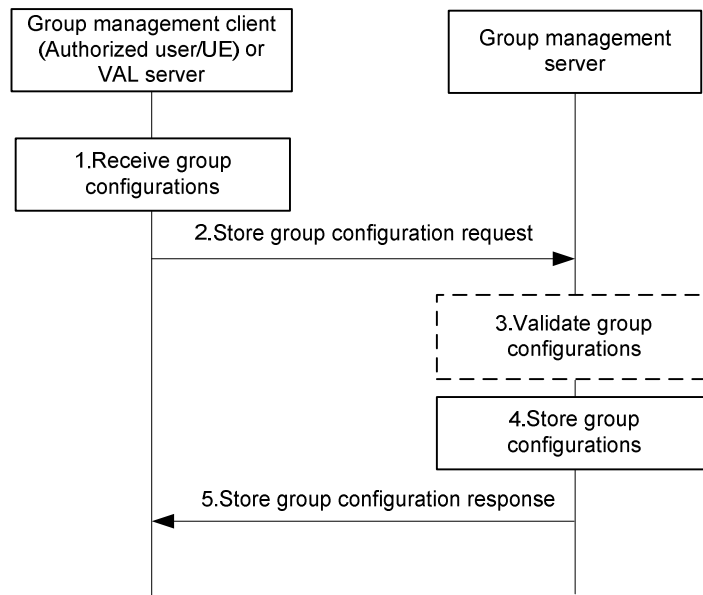 Group management client
(Authorized user/UE) or
VAL server
Group management
server
1.Receive group
configurations
2.Store group configuration request
3.Validate group
configurations
4.Store group
configurations
5.Store group configuration response